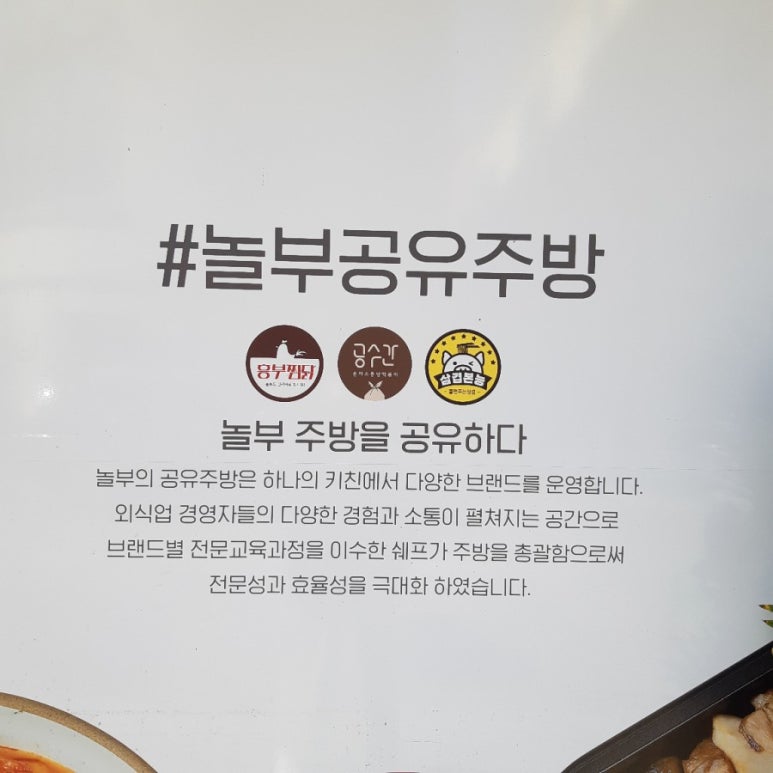 #놀부공유주방
흥부찜닭
공수간
삼겹본능
놀부 주방을 공유하다
놀부의 공유주방은 하나의 키친에서 다양한 브랜드를 운영합니다.
외식업 경영자들의 다양한 경험과 소통이 펼쳐지는 공간으로
브랜드별 전문교육과정을 이수한 쉐프가 주방을 총괄함으로써
전문성과 효율성을 극대화 하였습니다.